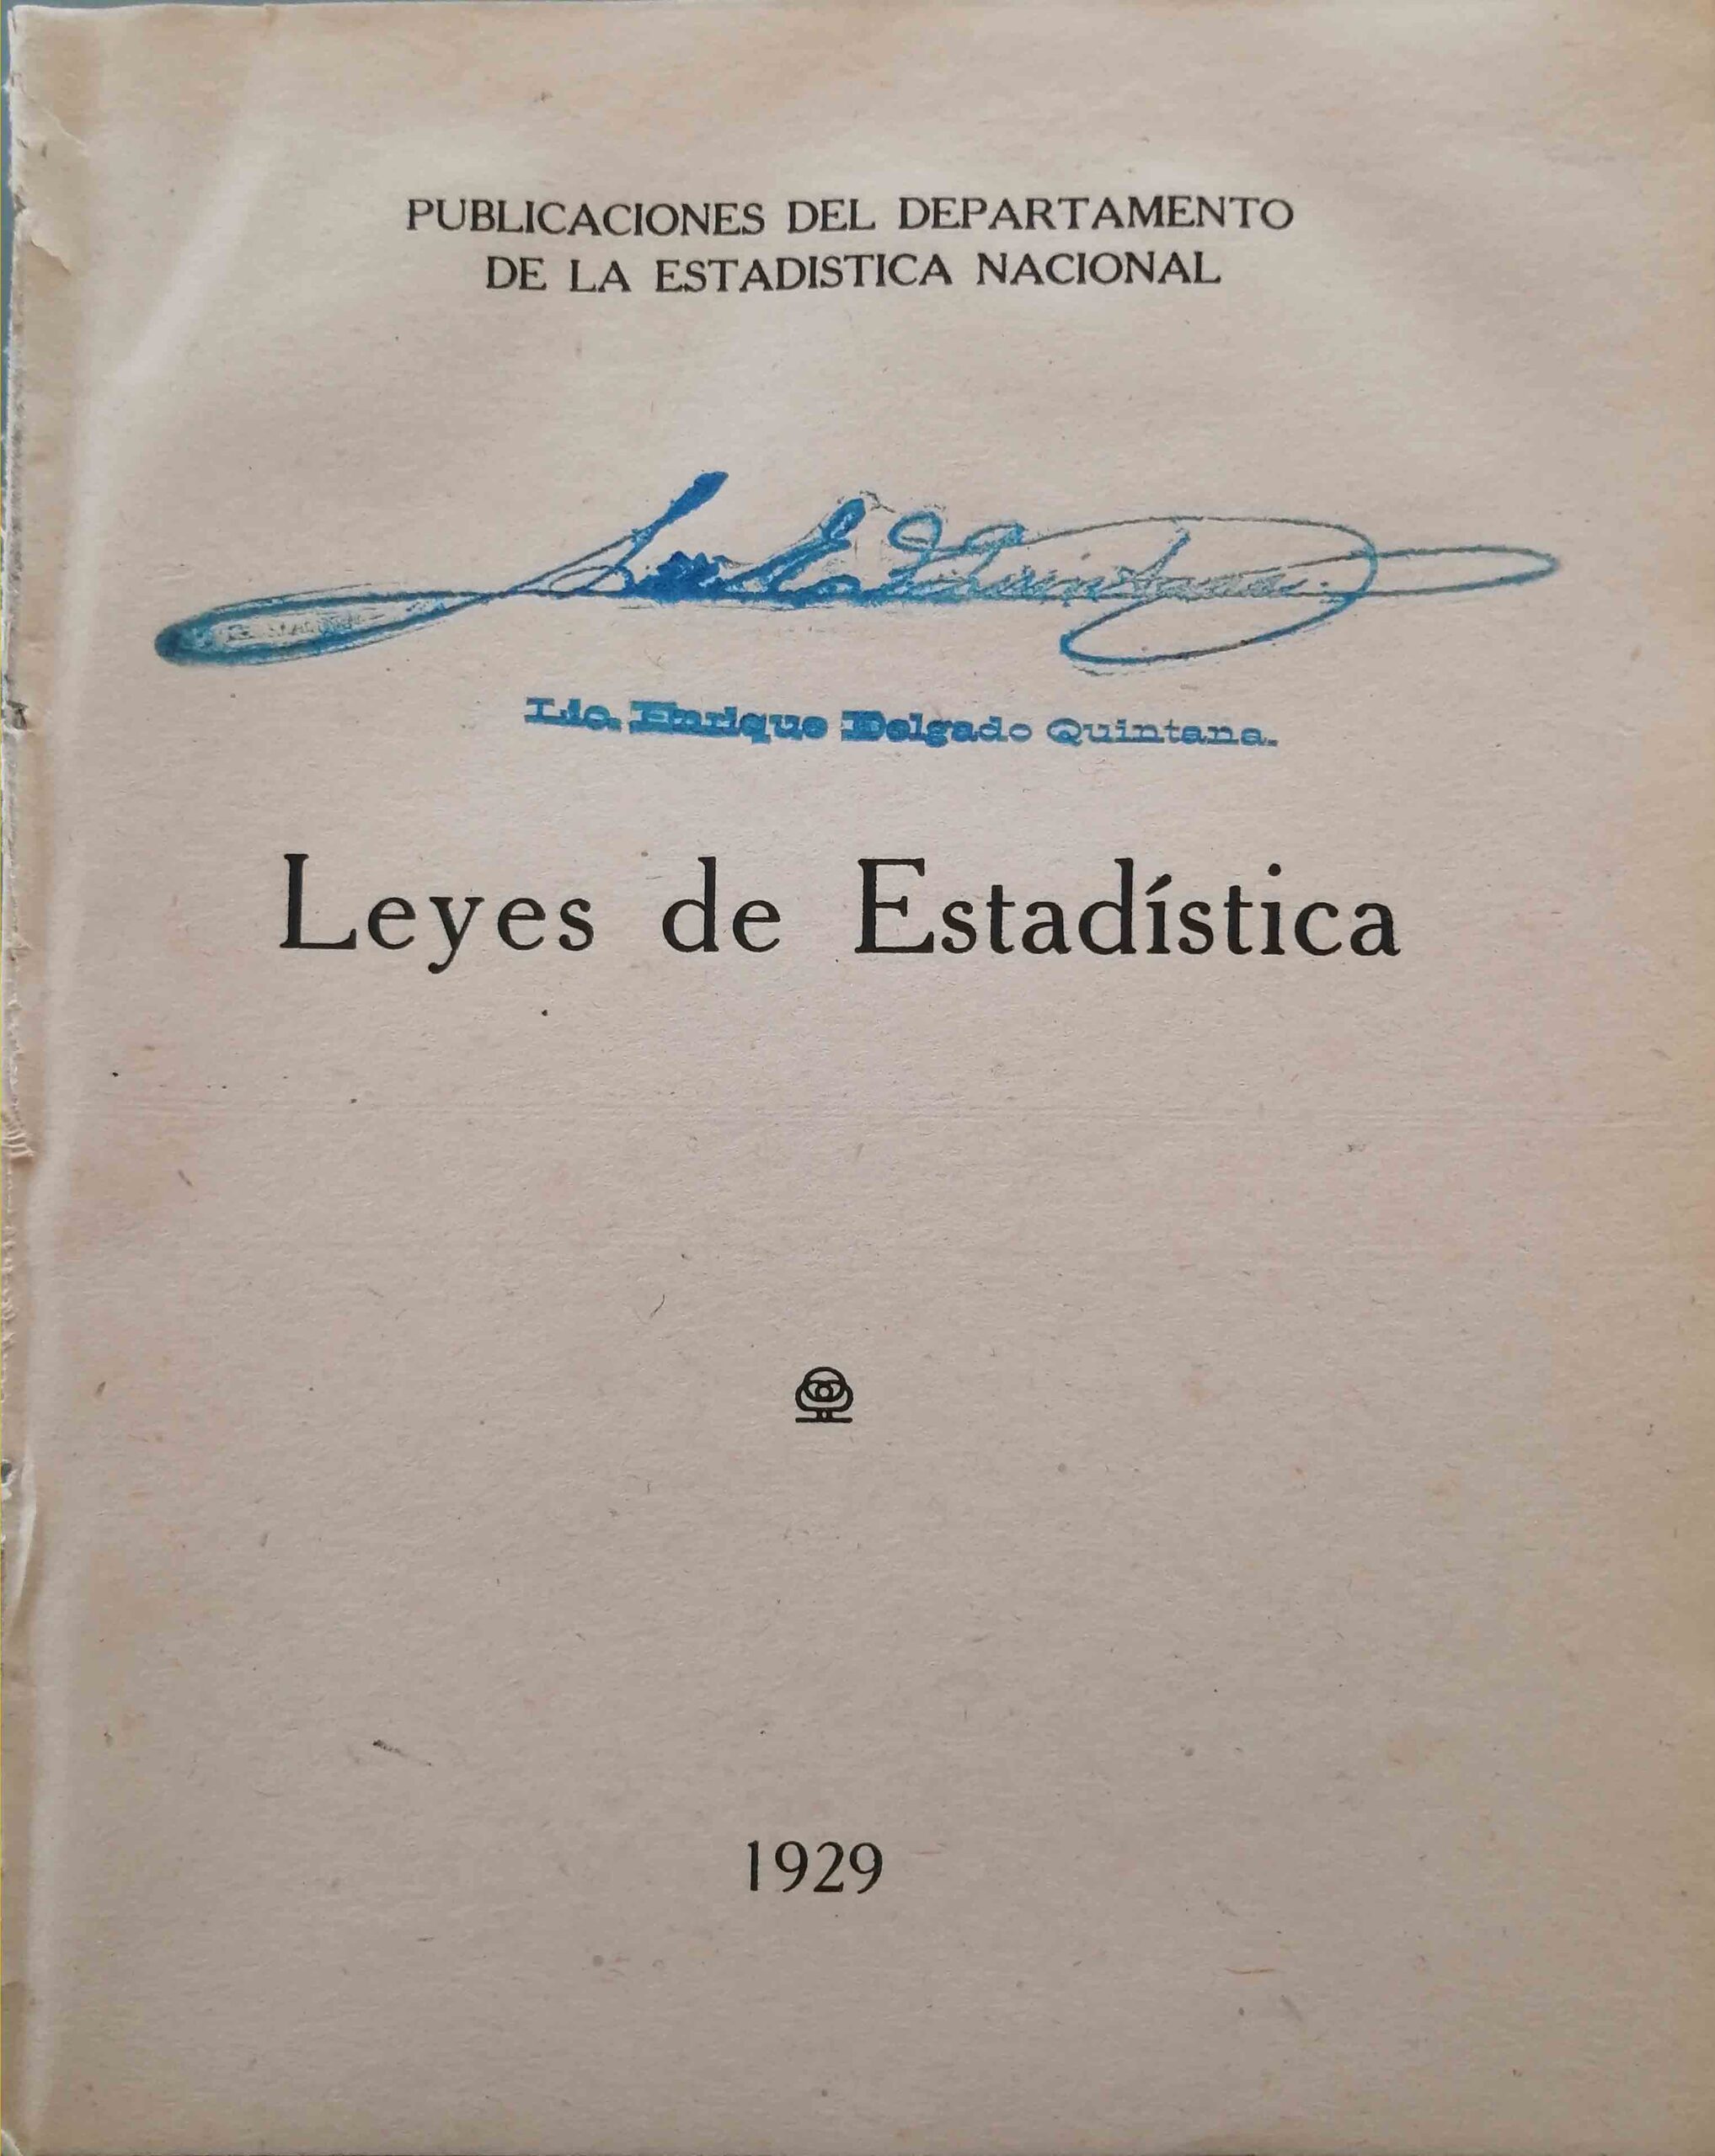 PUBLICACIONES DEL DEPARTAMENTO
DE LA ESTADISTICA NACIONAL
Lic. Enrique Delgado Quintana.
Leyes de Estadística
1929